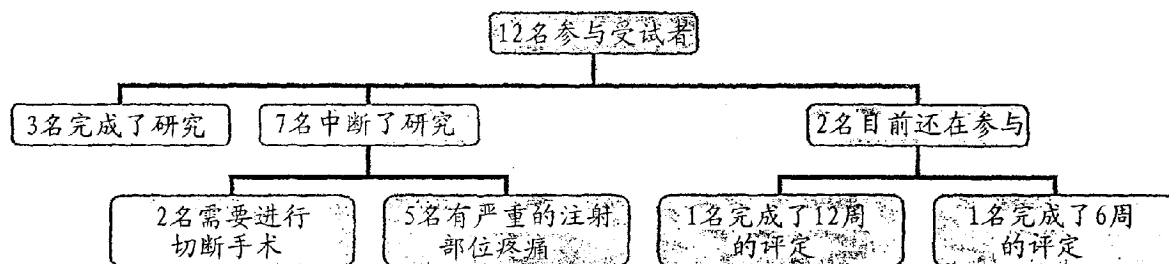 12名参与受试者
3名完成了研究
7名中断了研究
2名目前还在参与
2名需要进行
切断手术
5名有严重的注射
部位疼痛
1名完成了12周
的评定
1名完成了6周
的评定